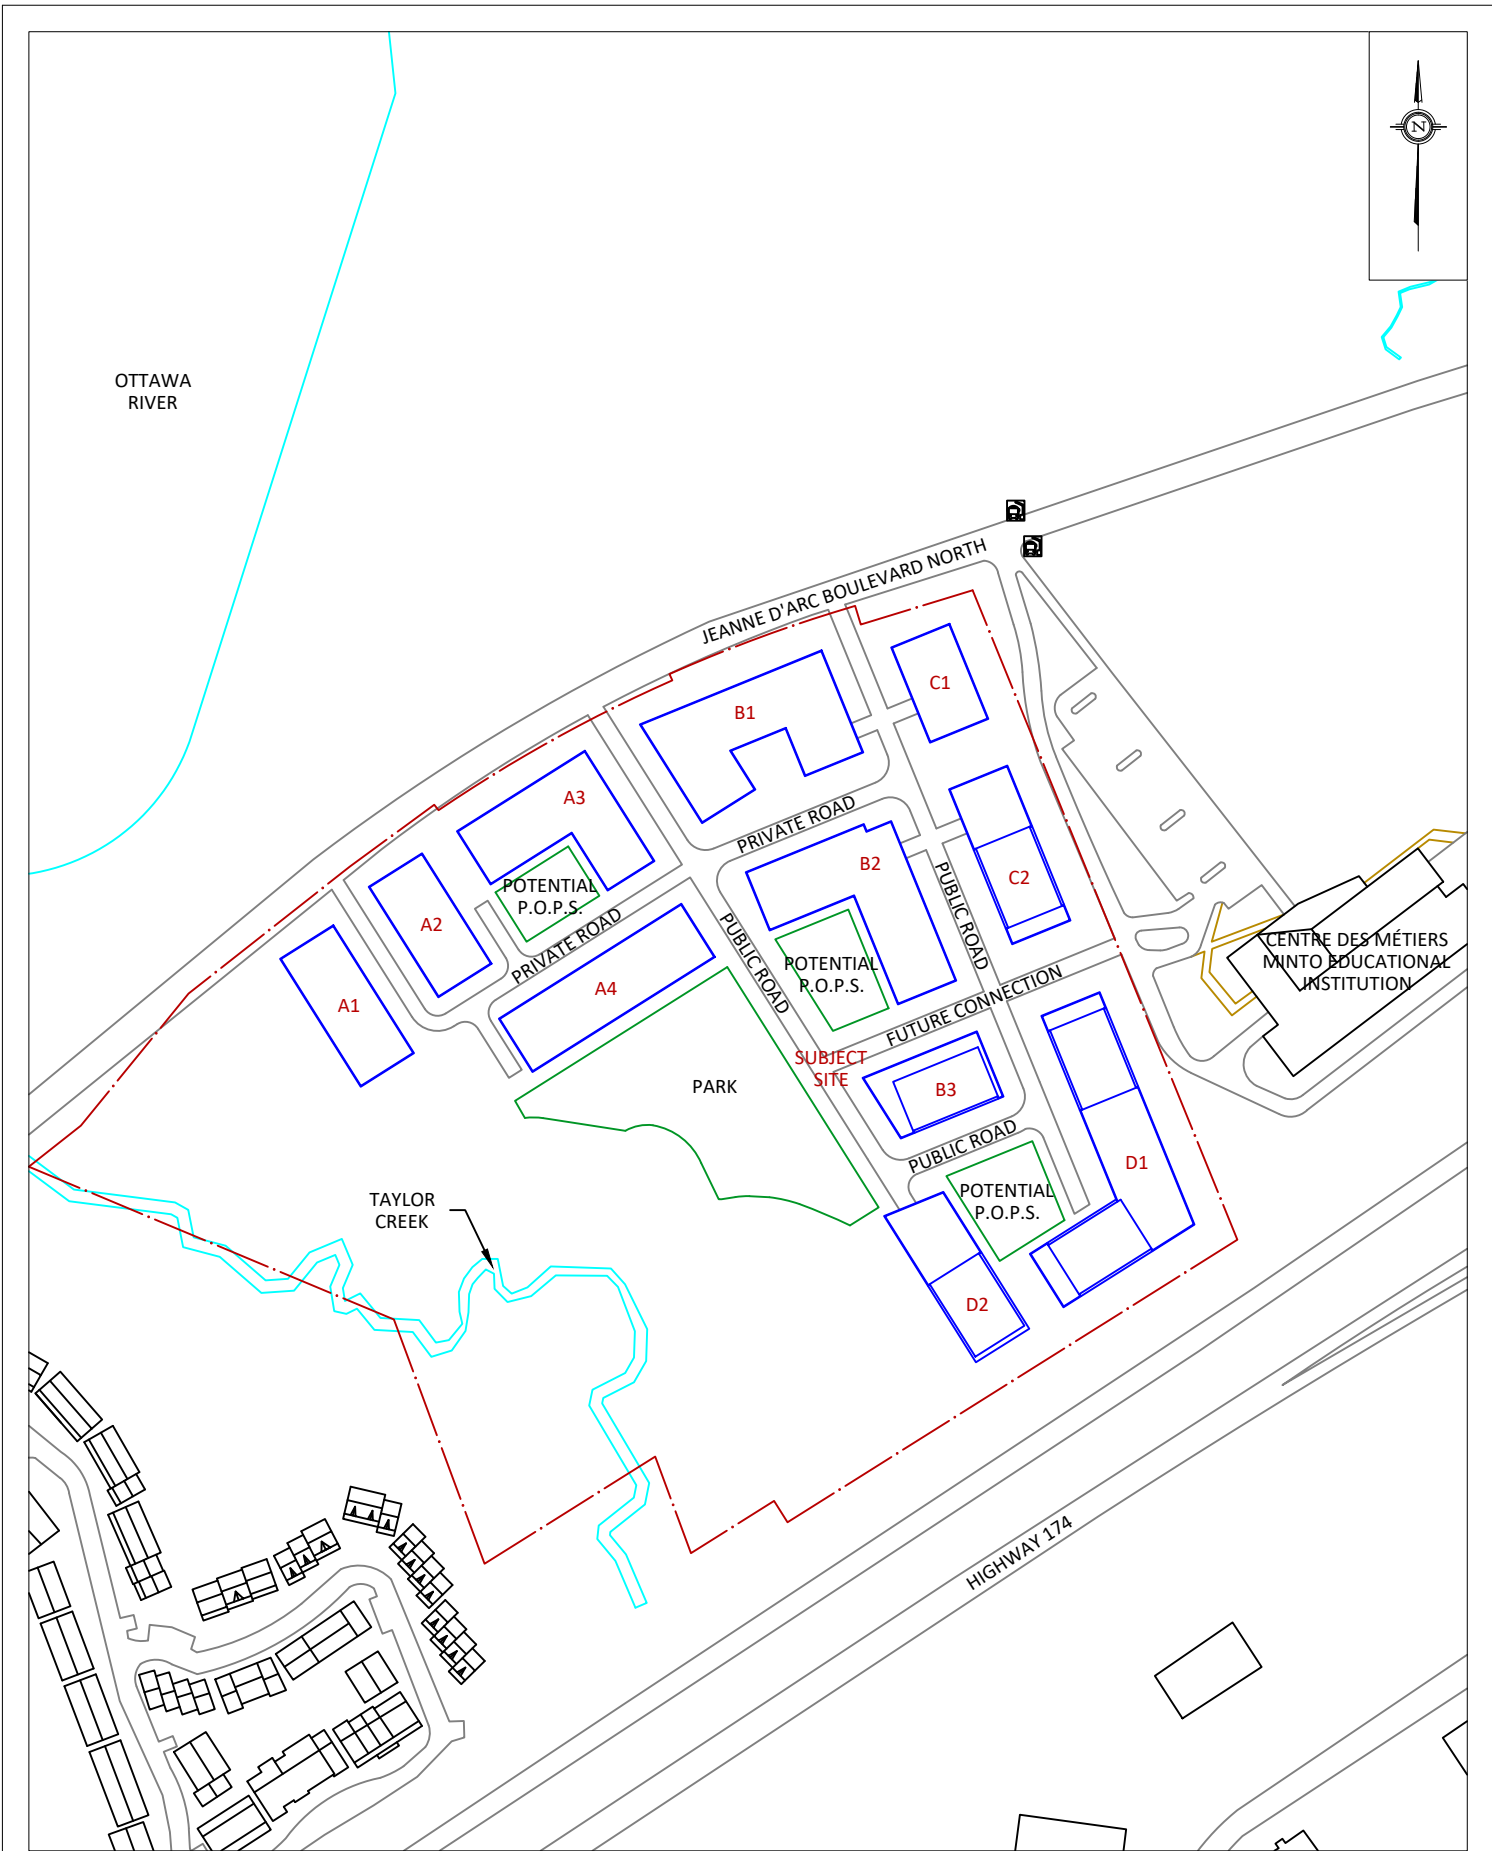 N
OTTAWA
RIVER
JEANNE D'ARC BOULEVARD NORTH
C1
B1
A3
PRIVATE ROAD
B2
C2
POTENTIAL
P.O.P.S.
PUBLIC ROAD
A2
PRIVATE ROAD
PUBLIC ROAD
CENTRE DES MÉTIERS
MINTO EDUCATIONAL
INSTITUTION
POTENTIAL
P.O.P.S.
A4
A1
FUTURE CONNECTION
SUBJECT
SITE
PARK
B3
PUBLIC ROAD
D1
POTENTIAL
P.O.P.S.
TAYLOR
CREEK
D2
HIGHWAY 174